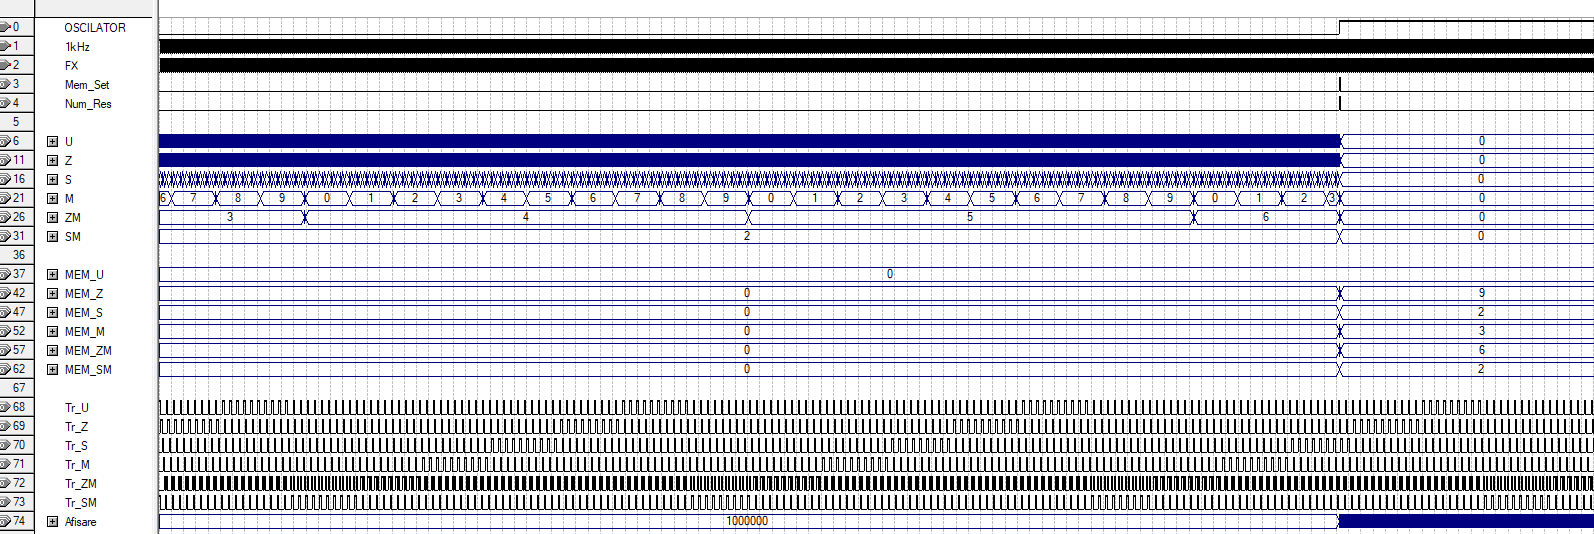 0 OSCILATOR
1 1kHz
2 FX
3 Mem_Set
4 Num_Res
5
6 U 0
11 Z 0
16 S 0
21 M 6 7 8 9 0 1 2 3 4 5 6 7 8 9 0 1 2 3 4 5 6 7 8 9 0 1 2 3 0
26 ZM 3 4 5 6 0
31 SM 2 0
36
37 MEM_U 0
42 MEM_Z 0 9
47 MEM_S 0 2
52 MEM_M 0 3
57 MEM_ZM 0 6
62 MEM_SM 0 2
67
68 Tr_U
69 Tr_Z
70 Tr_S
71 Tr_M
72 Tr_ZM
73 Tr_SM
74 Afisare 1000000